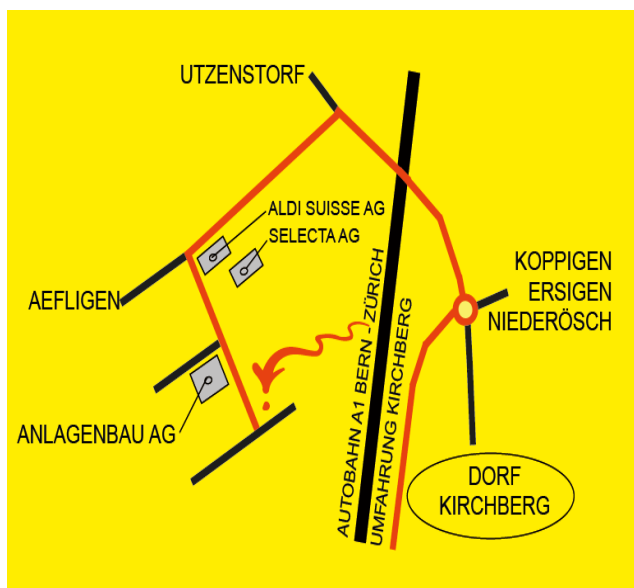 UTZENSTORF
ALDI SUISSE AG
SELECTA AG
KOPPIGEN
ERSIGEN
NIEDERÖSCH
AEFLIGEN
AUTOBAHN A1 BERN - ZÜRICH
UMFAHRUNG KIRCHBERG
ANLAGENBAU AG
DORF
KIRCHBERG